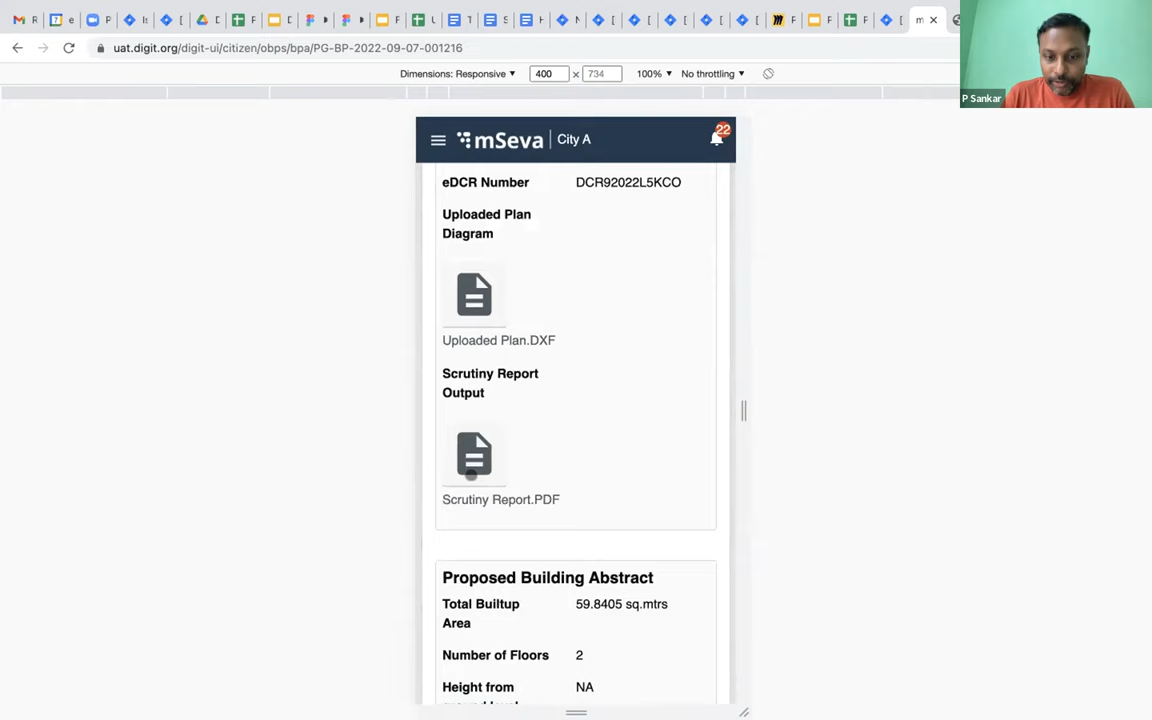 uat.digit.org/digit-ui/citizen/obps/bpa/PG-BP-2022-09-07-001216
Dimensions: Responsive 400 × 734 100% No throttling
P Sankar
mSeva City A 22
eDCR Number DCR92022L5KCO
Uploaded Plan
Diagram
Uploaded Plan.DXF
Scrutiny Report
Output
Scrutiny Report.PDF
Proposed Building Abstract
Total Builtup 59.8405 sq.mtrs
Area
Number of Floors 2
Height from NA